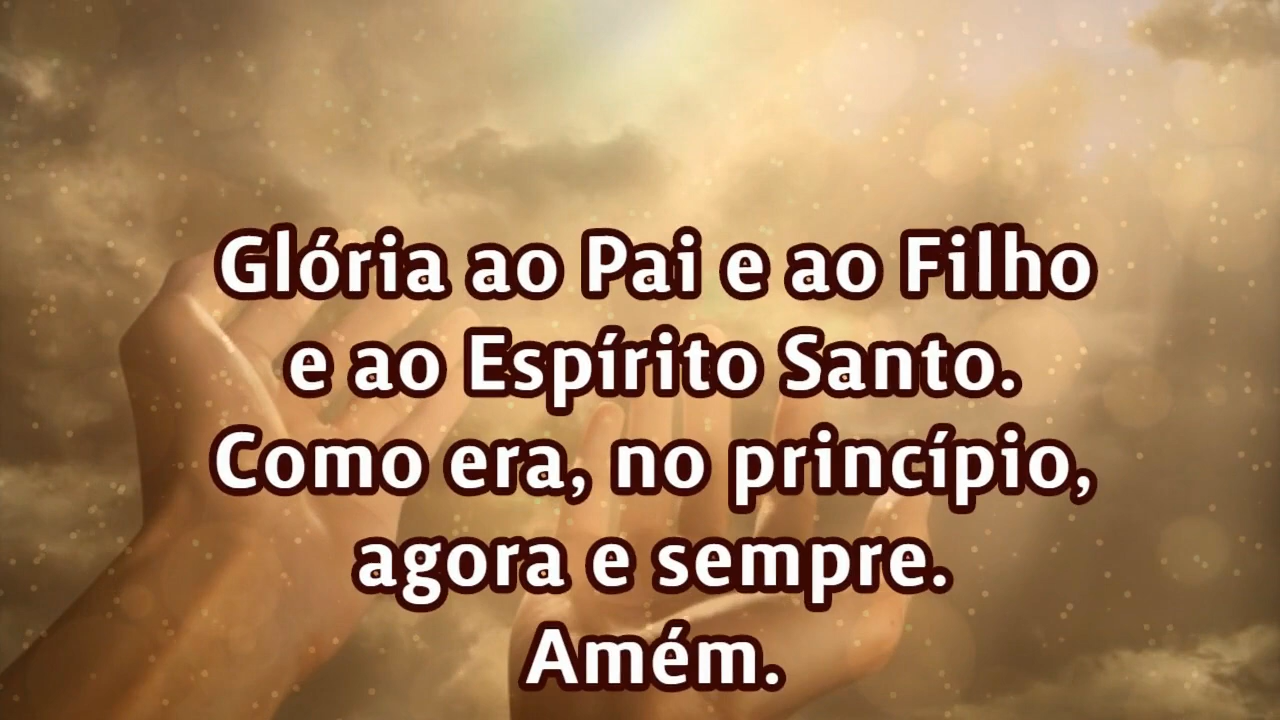 Glória ao Pai e ao Filho
e ao Espírito Santo.
Como era, no princípio,
agora e sempre.
Amém.